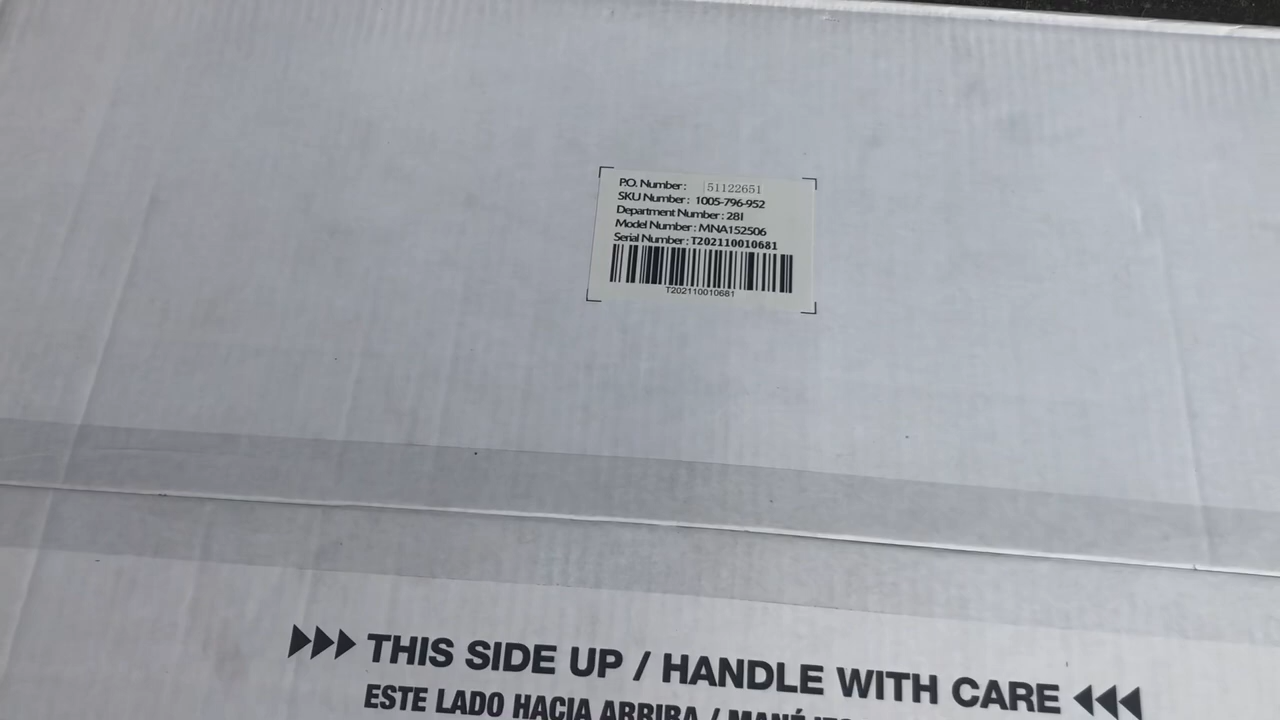 P.O. Number: 51122651
SKU Number: 1005-796-952
Department Number: 28I
Model Number: MNA152506
Serial Number: T202110010681
T202110010681
THIS SIDE UP / HANDLE WITH CARE
ESTE LADO HACIA ARRIBA /